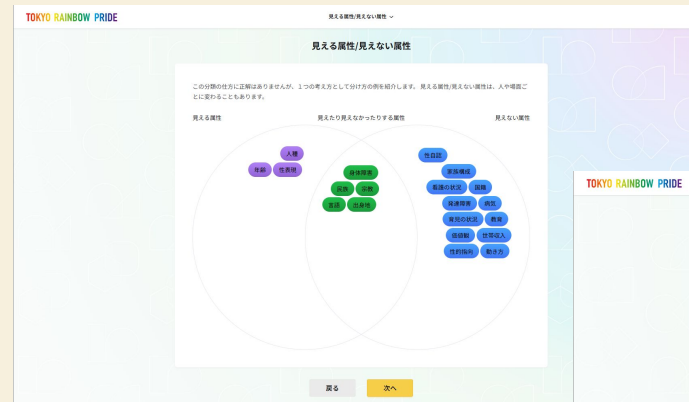 TOKYO RAINBOW PRIDE
見える属性/見えない属性
見える属性/見えない属性
この分類の仕方に正解はありませんが、1つの考え方として分け方の例を紹介します。 見える属性/見えない属性は、人や場面ご
とに変わることもあります。
見える属性 見えたり見えなかったりする属性 見えない属性
人種
年齢 性表現
身体障害
民族 宗教
言語 出身地
性自認
家族構成
看護の状況 国籍
発達障害 病気
育児の状況 教育
価値観 世帯収入
性的指向 働き方
戻る 次へ
TOKYO RAINBOW PRIDE